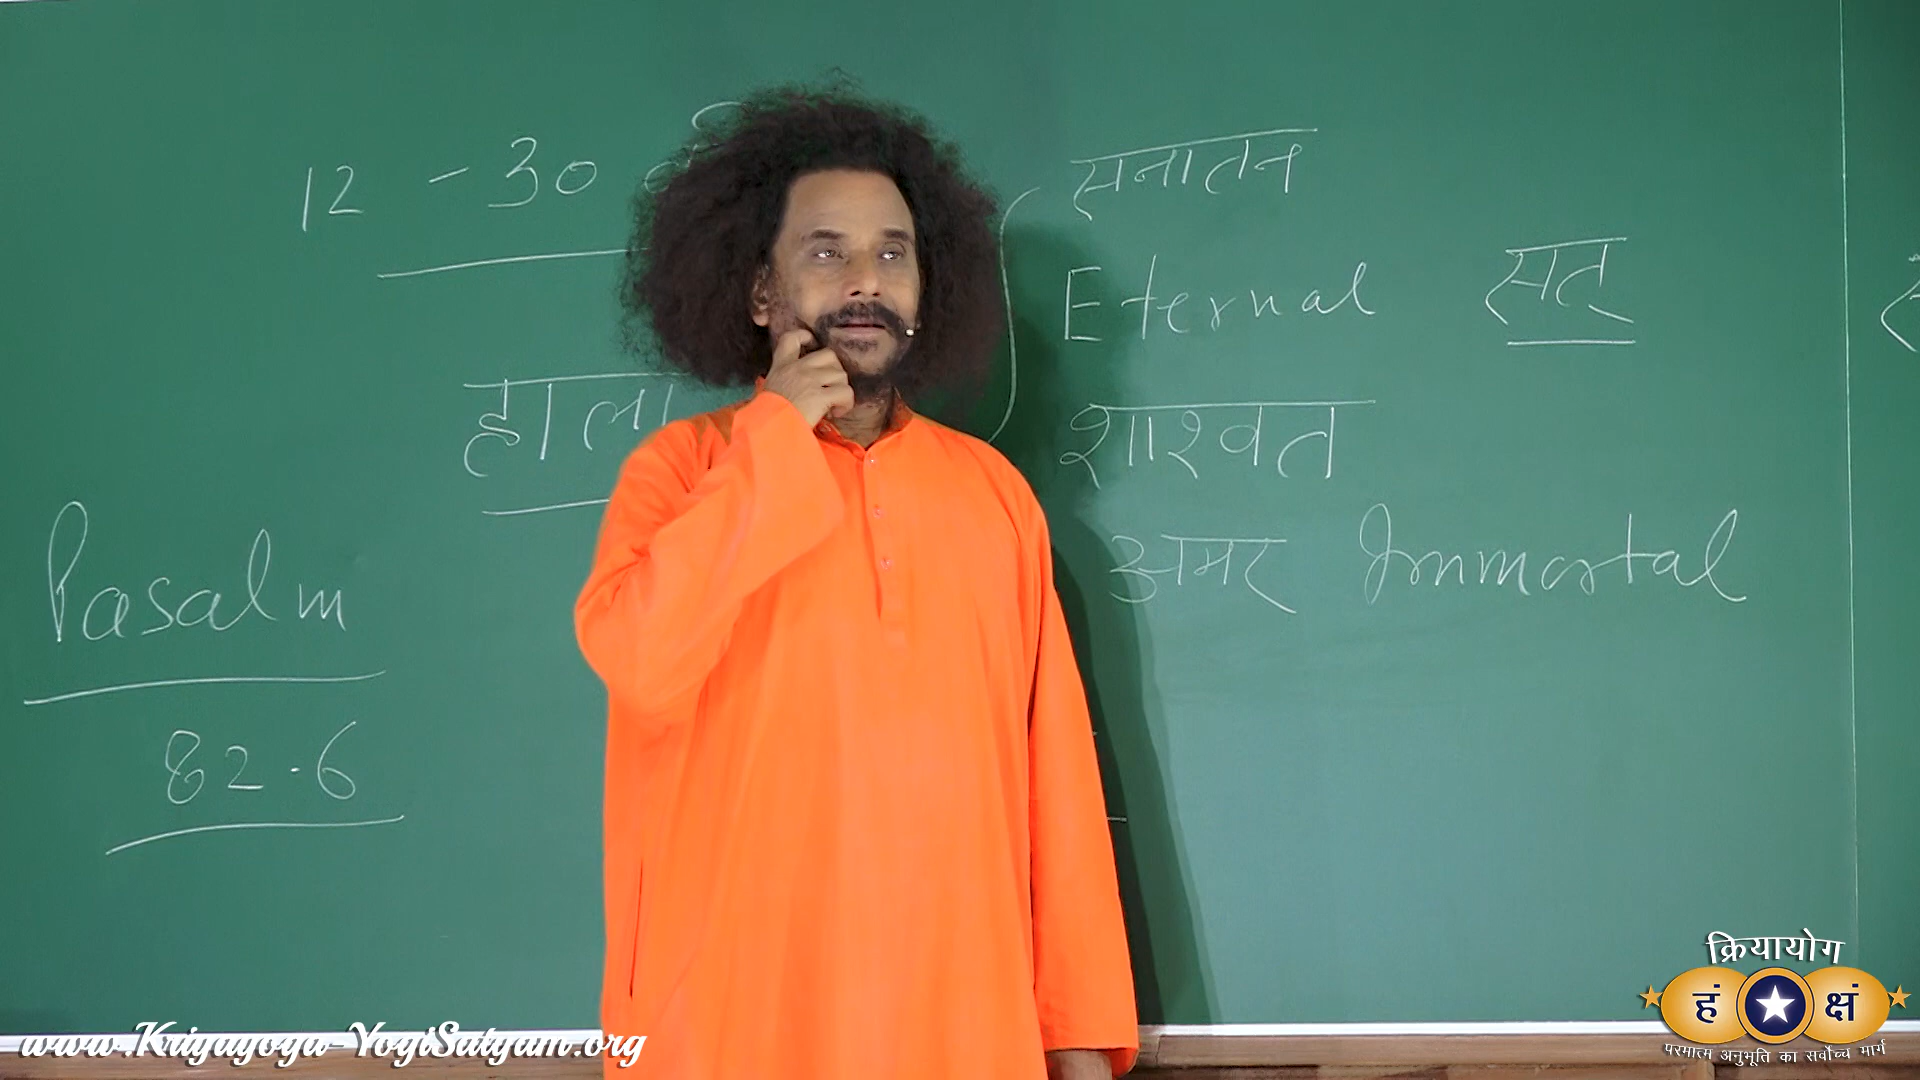 12 - 30
सनातन
Eternal
सत्
हाला
शाश्वत
अमर Immortal
Pasalm
82.6
क्रियायोग
हं क्षं
परमात्म अनुभूति का सर्वोच्च मार्ग
www.Kriyayoga-YogiSatyam.org